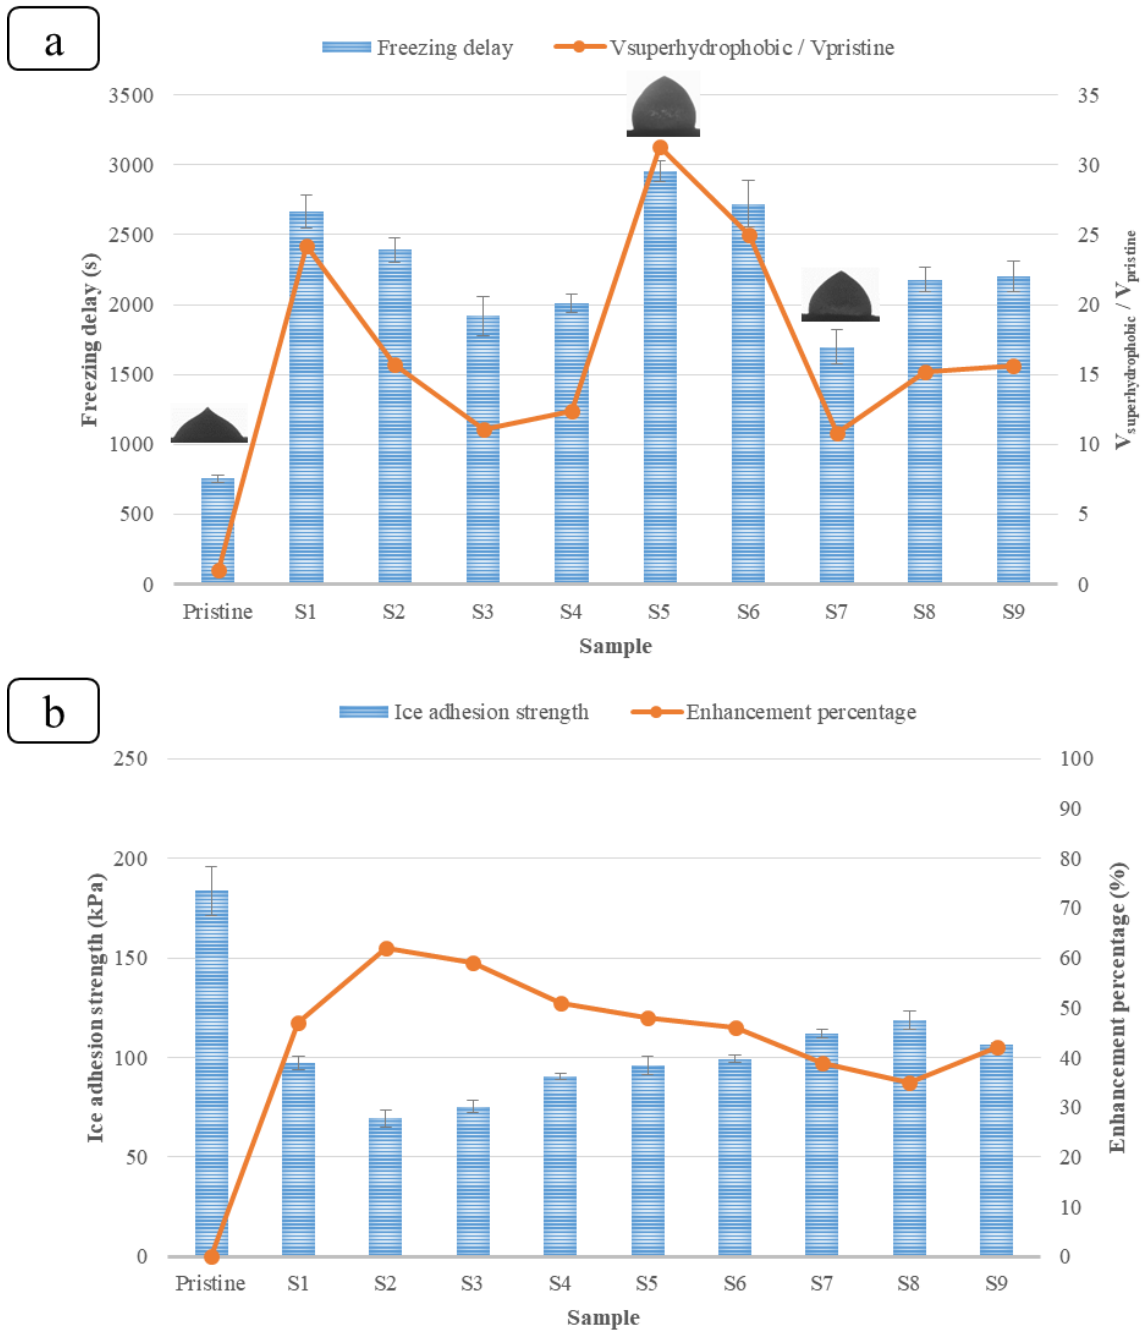 a
Freezing delay Vsuperhydrophobic / Vpristine
Freezing delay (s)
3500
3000
2500
2000
1500
1000
500
0
35
30
25
20
15
10
5
0
Vsuperhydrophobic / Vpristine
Pristine S1 S2 S3 S4 S5 S6 S7 S8 S9
Sample
b
Ice adhesion strength Enhancement percentage
Ice adhesion strength (kPa)
250
200
150
100
50
0
100
90
80
70
60
50
40
30
20
10
0
Enhancement percentage (%)
Pristine S1 S2 S3 S4 S5 S6 S7 S8 S9
Sample